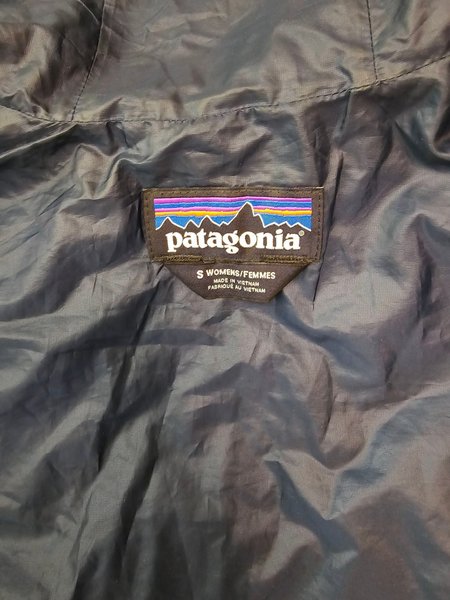 patagonia®
S WOMENS/FEMMES
MADE IN VIETNAM
FABRIQUÉ AU VIETNAM